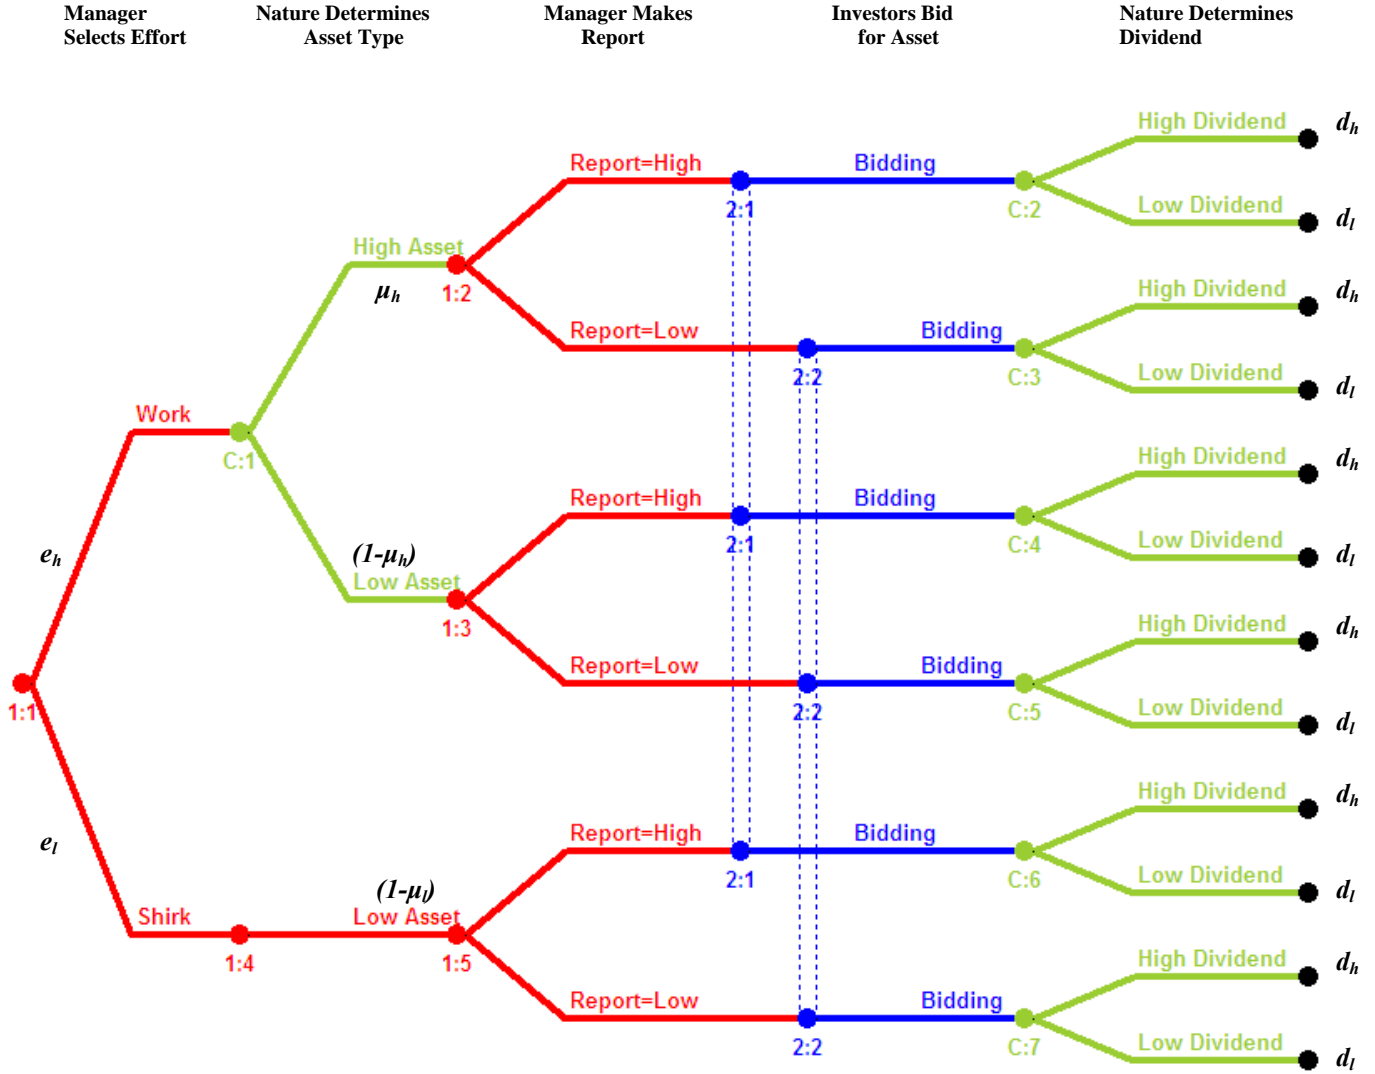 Manager Nature Determines Manager Makes Investors Bid Nature Determines
Selects Effort Asset Type Report for Asset Dividend
High Dividend dₕ
Report=High Bidding
2:1 C:2
Low Dividend dₗ
High Asset
μₕ 1:2
High Dividend dₕ
Report=Low Bidding
2:2 C:3
Low Dividend dₗ
Work
C:1
High Dividend dₕ
Report=High Bidding
2:1 C:4
eₕ (1-μₕ) Low Dividend dₗ
Low Asset
1:3
High Dividend dₕ
Report=Low Bidding
1:1 2:2 C:5
Low Dividend dₗ
High Dividend dₕ
eₗ Report=High Bidding
2:1 C:6
(1-μₗ) Low Dividend dₗ
Shirk Low Asset
1:4 1:5
High Dividend dₕ
Report=Low Bidding
2:2 C:7
Low Dividend dₗ